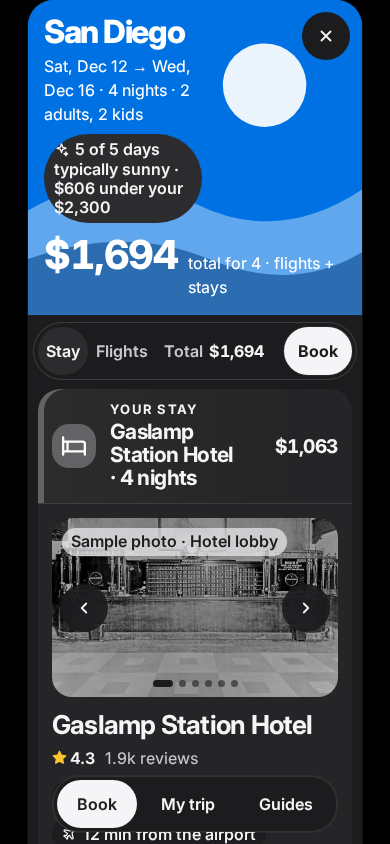 San Diego
Sat, Dec 12 → Wed,
Dec 16 · 4 nights · 2
adults, 2 kids
5 of 5 days
typically sunny ·
$606 under your
$2,300
$1,694 total for 4 · flights +
stays
Stay Flights Total $1,694 Book
YOUR STAY
Gaslamp
Station Hotel
· 4 nights
$1,063
Sample photo · Hotel lobby
Gaslamp Station Hotel
4.3 1.9k reviews
Book My trip Guides
12 min from the airport